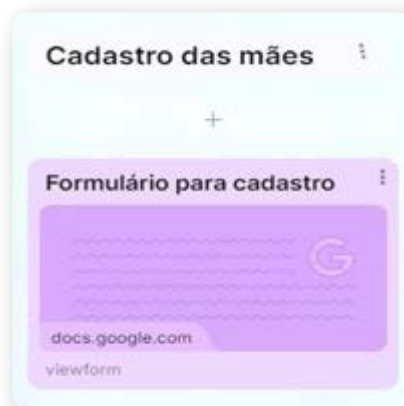 Cadastro das mães
+
Formulário para cadastro
G
docs.google.com
viewform